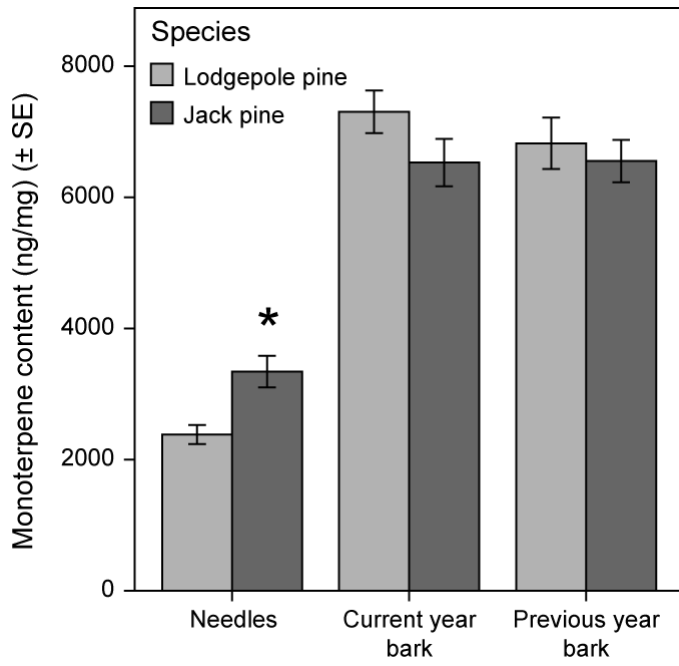 Species
Lodgepole pine
Jack pine
Monoterpene content (ng/mg) (± SE)
8000
6000
4000
2000
0
*
Needles
Current year
bark
Previous year
bark